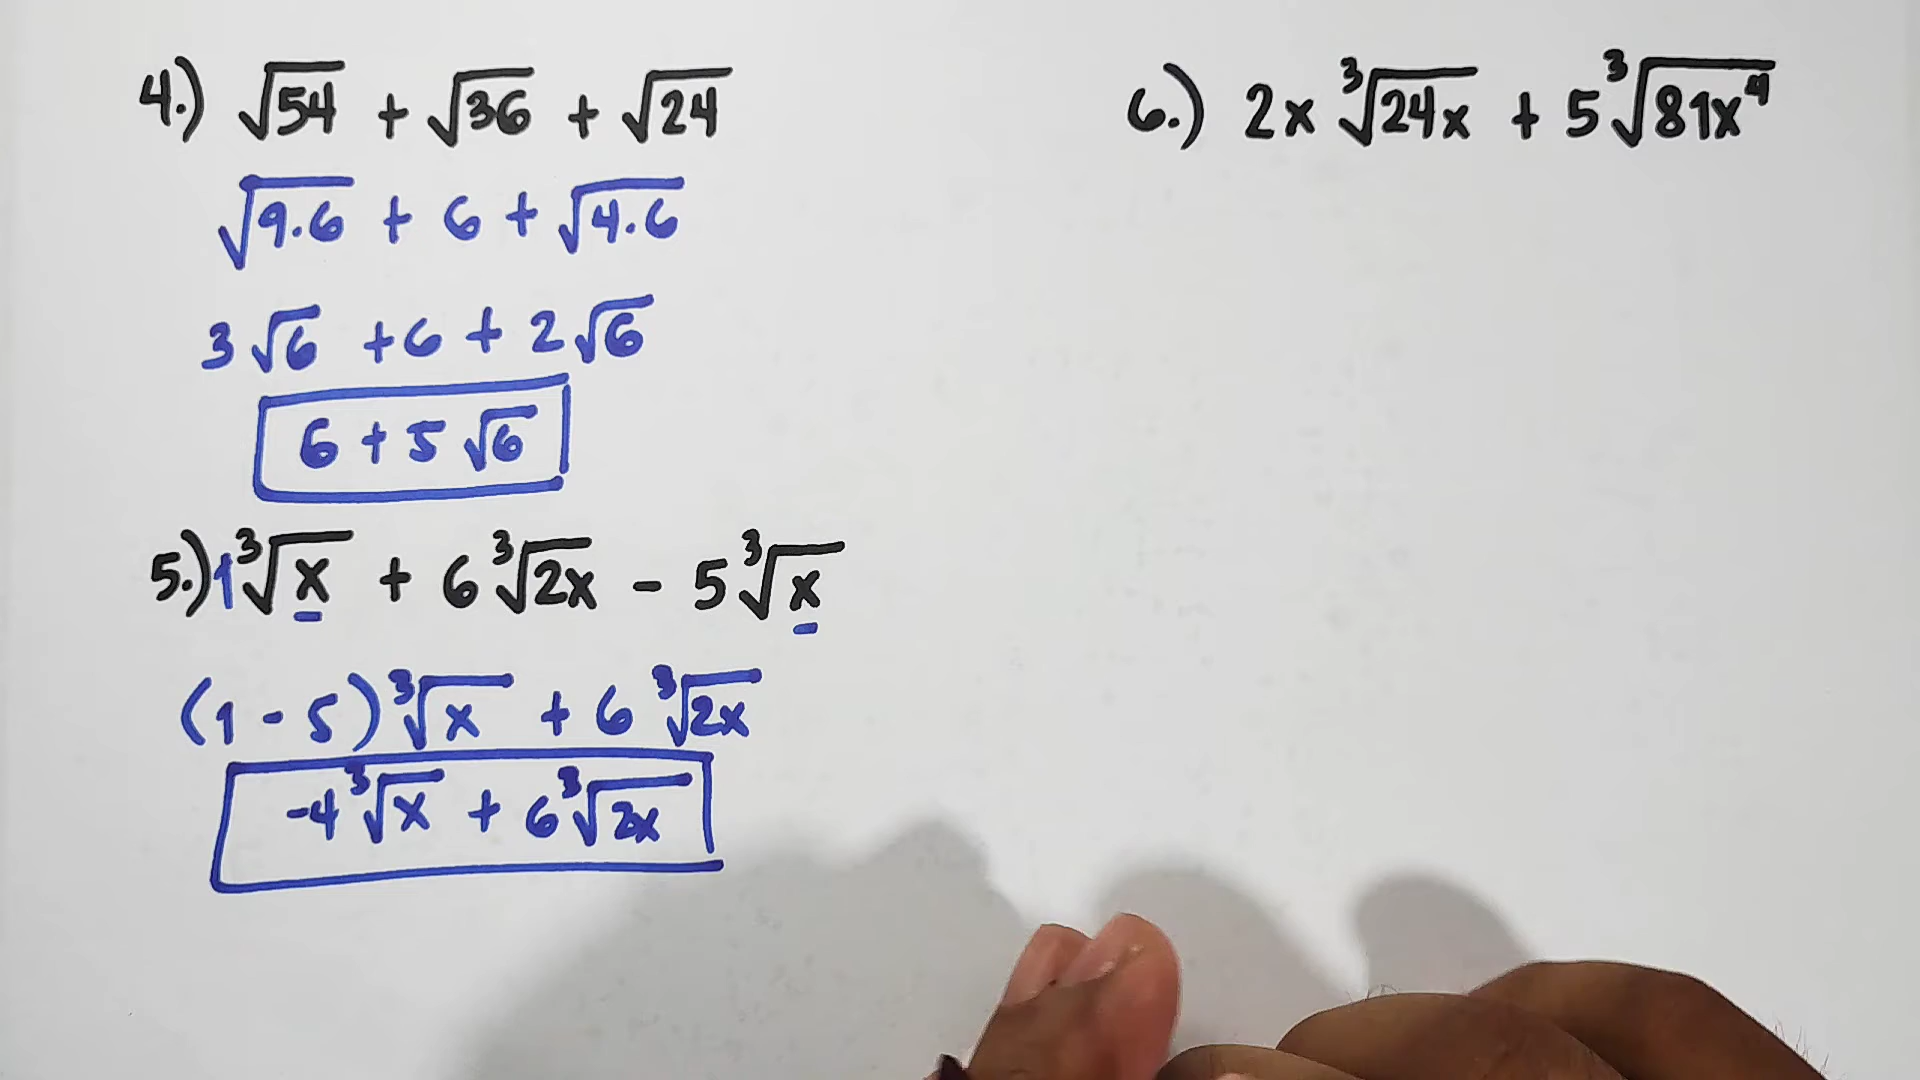 4.) √54 + √36 + √24
√9·6 + 6 + √4·6
3√6 + 6 + 2√6
6 + 5√6
5.) 1∛x + 6∛2x - 5∛x
(1 - 5)∛x + 6∛2x
-4∛x + 6∛2x
6.) 2x ∛24x + 5∛81x⁴